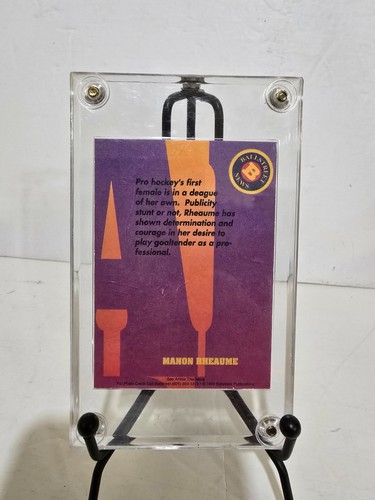 BALLSTREET
B
NEWS
Pro hockey's first
female is in a deague
of her own. Publicity
stunt or not, Rheaume has
shown determination and
courage in her desire to
play goaltender as a pro-
fessional.
MANON RHEAUME